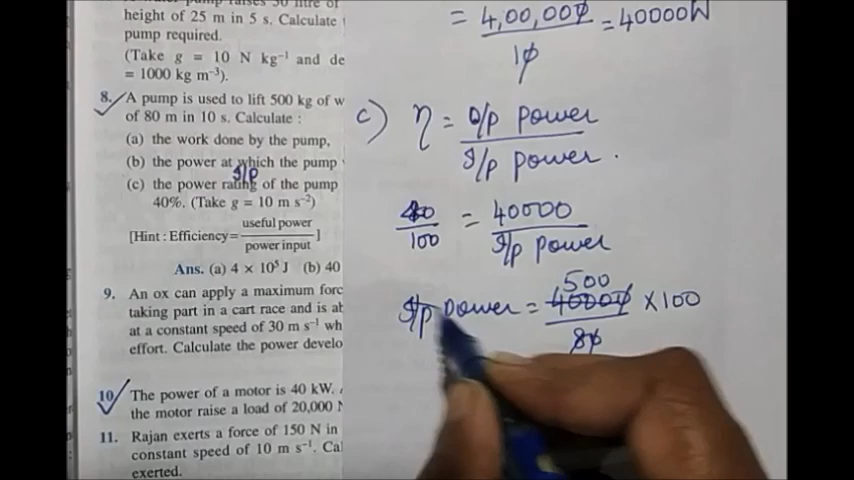 height of 25 m in 5 s. Calculate
pump required.
(Take g = 10 N kg⁻¹ and de
= 1000 kg m⁻³).
8. A pump is used to lift 500 kg of w
of 80 m in 10 s. Calculate :
(a) the work done by the pump,
(b) the power at which the pump
I/p
(c) the power rating of the pump
40%. (Take g = 10 m s⁻²)
[Hint : Efficiency = useful power / power input]
Ans. (a) 4 × 10⁵ J (b) 40
9. An ox can apply a maximum forc
taking part in a cart race and is ab
at a constant speed of 30 m s⁻¹ wh
effort. Calculate the power develo
10 The power of a motor is 40 kW.
the motor raise a load of 20,000 N
11. Rajan exerts a force of 150 N in
constant speed of 10 m s⁻¹. Cal
exerted.
= 4,00,000 / 10 = 40000W
c) η = O/p power / I/p power.
/ 100 = 40000 / I/p power
500
I/p power = 40000 / 80 × 100